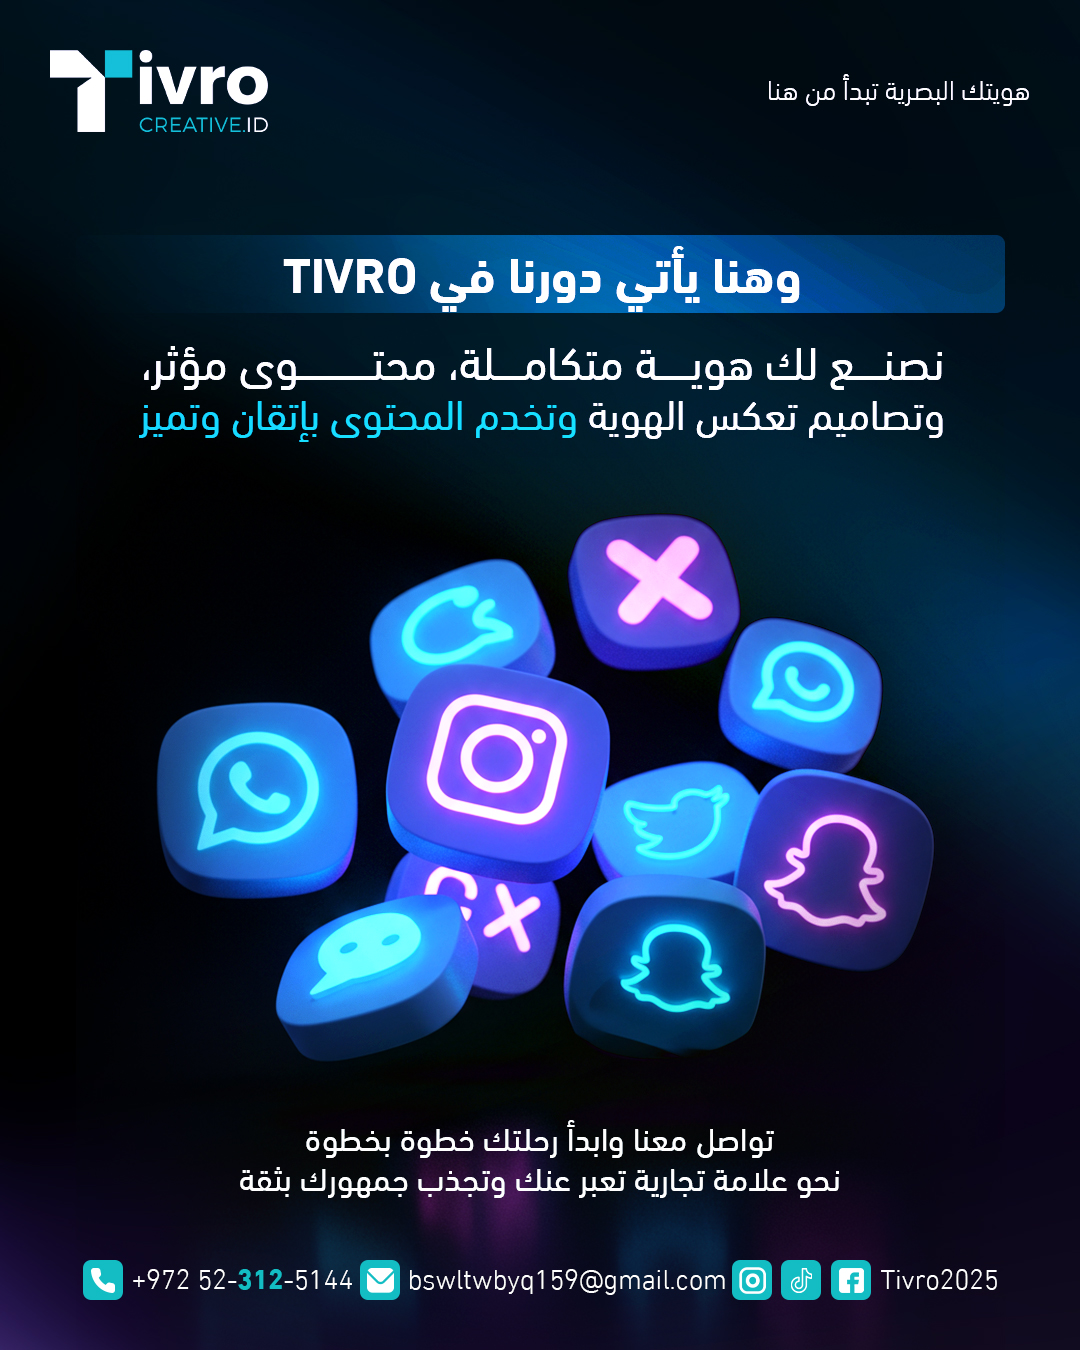 Tivro
CREATIVE.ID
هويتك البصرية تبدأ من هنا
وهنا يأتي دورنا في TIVRO
نصنـــع لك هويـــة متكامـــلة، محتــــــــوى مؤثر،
وتصاميم تعكس الهوية وتخدم المحتوى بإتقان وتميز
تواصل معنا وابدأ رحلتك خطوة بخطوة
نحو علامة تجارية تعبر عنك وتجذب جمهورك بثقة
+972 52-312-5144 bswltwbyq159@gmail.com Tivro2025